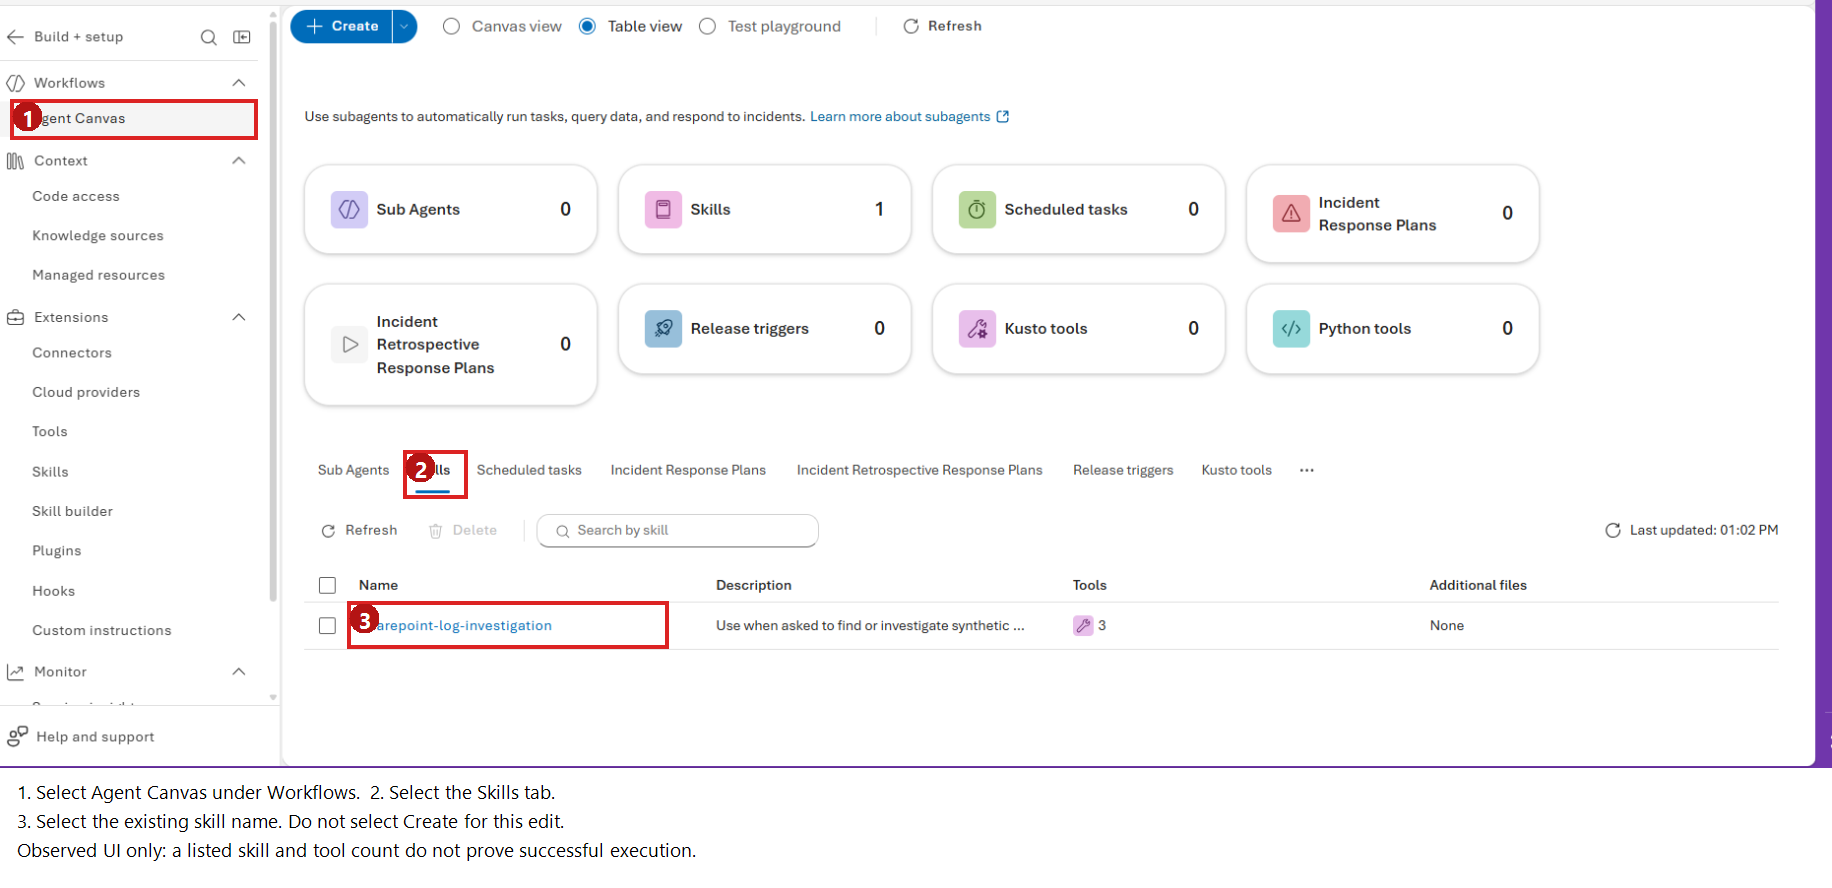 Build + setup
Create
Canvas view
Table view
Test playground
Refresh
Workflows
1
gent Canvas
Context
Code access
Knowledge sources
Managed resources
Extensions
Connectors
Cloud providers
Tools
Skills
Skill builder
Plugins
Hooks
Custom instructions
Monitor
Help and support
Use subagents to automatically run tasks, query data, and respond to incidents. Learn more about subagents
Sub Agents 0
Skills 1
Scheduled tasks 0
Incident Response Plans 0
Incident Retrospective Response Plans 0
Release triggers 0
Kusto tools 0
Python tools 0
Sub Agents
2 lls
Scheduled tasks
Incident Response Plans
Incident Retrospective Response Plans
Release triggers
Kusto tools
...
Refresh
Delete
Search by skill
Last updated: 01:02 PM
Name Description Tools Additional files
3 arepoint-log-investigation Use when asked to find or investigate synthetic ... 3 None
1. Select Agent Canvas under Workflows. 2. Select the Skills tab.
3. Select the existing skill name. Do not select Create for this edit.
Observed UI only: a listed skill and tool count do not prove successful execution.